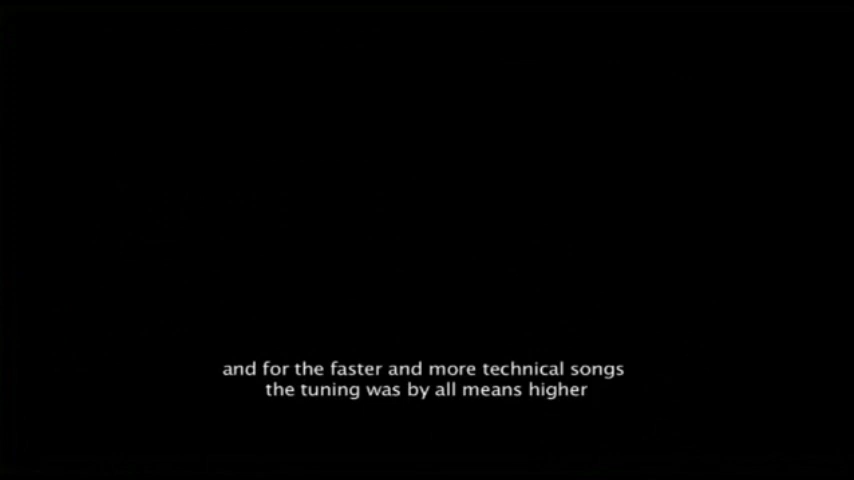 and for the faster and more technical songs
the tuning was by all means higher